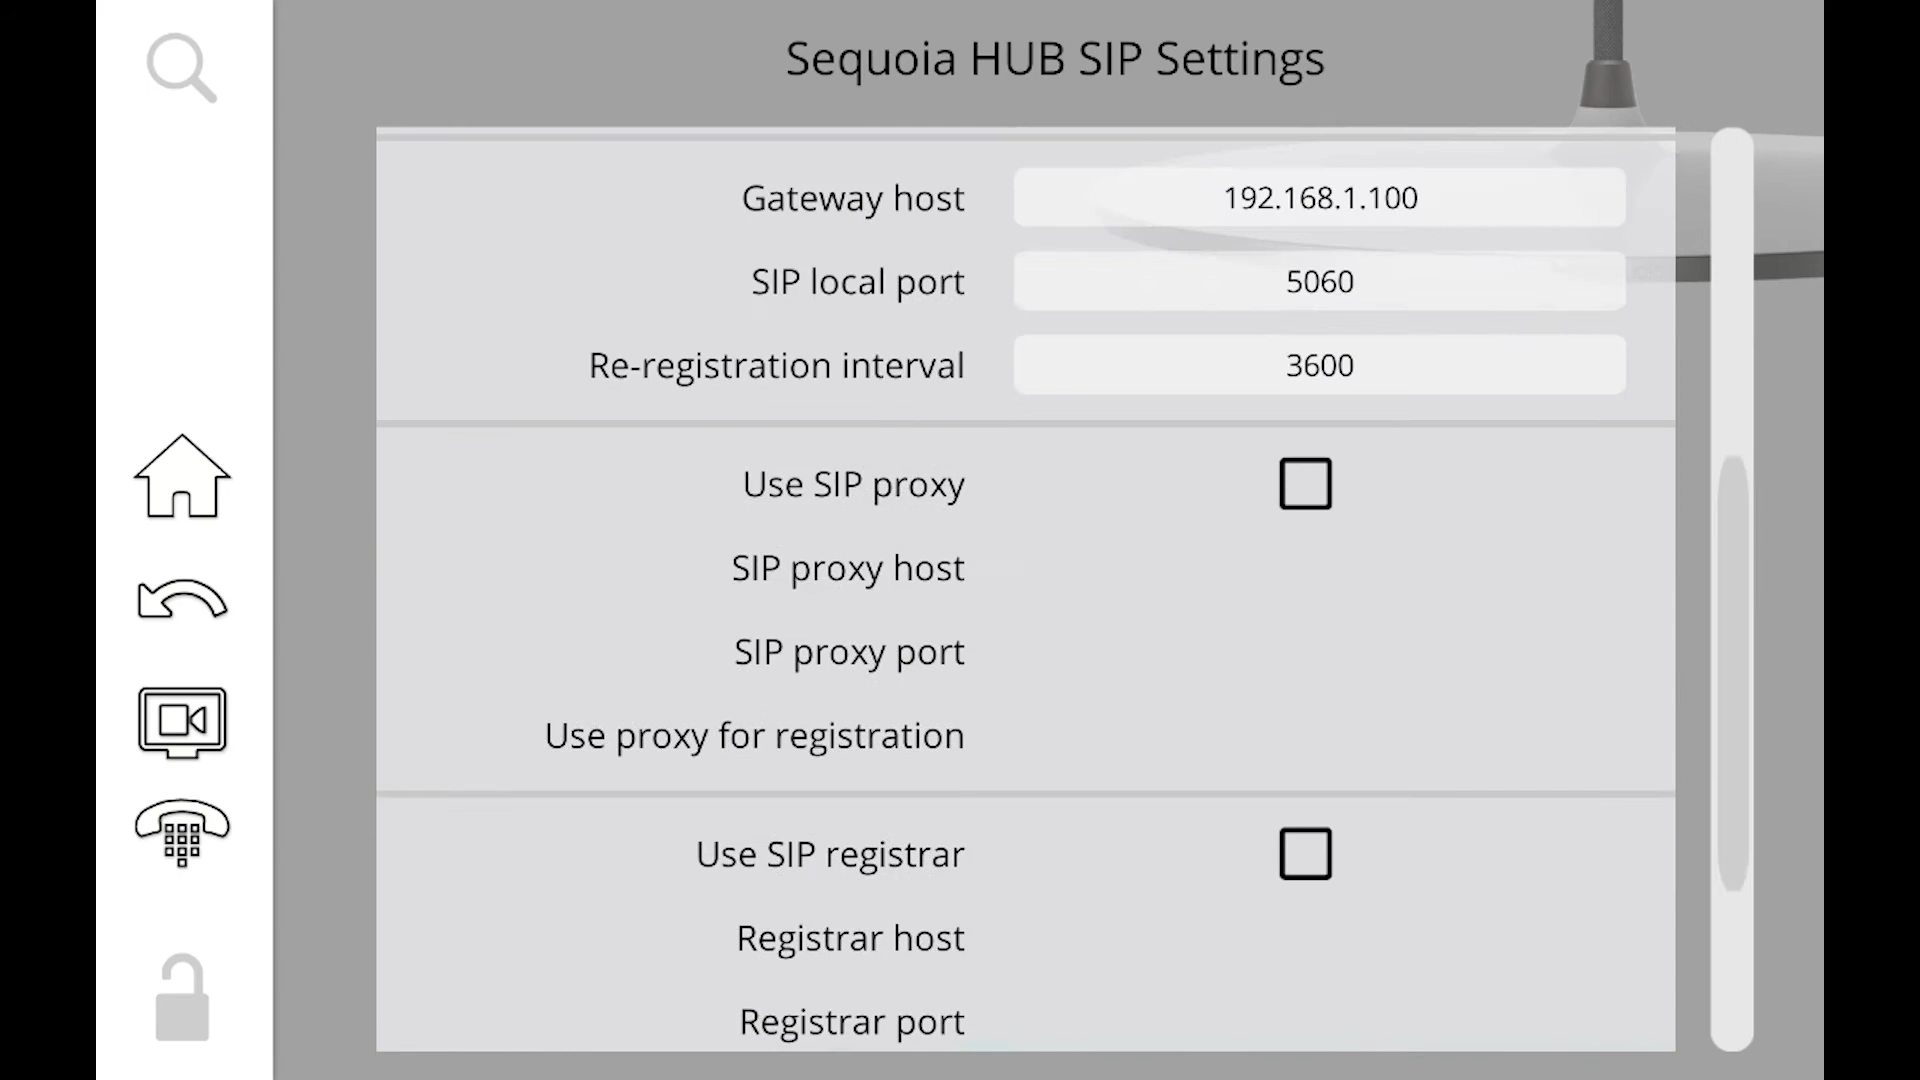 Sequoia HUB SIP Settings
Gateway host 192.168.1.100
SIP local port 5060
Re-registration interval 3600
Use SIP proxy
SIP proxy host
SIP proxy port
Use proxy for registration
Use SIP registrar
Registrar host
Registrar port